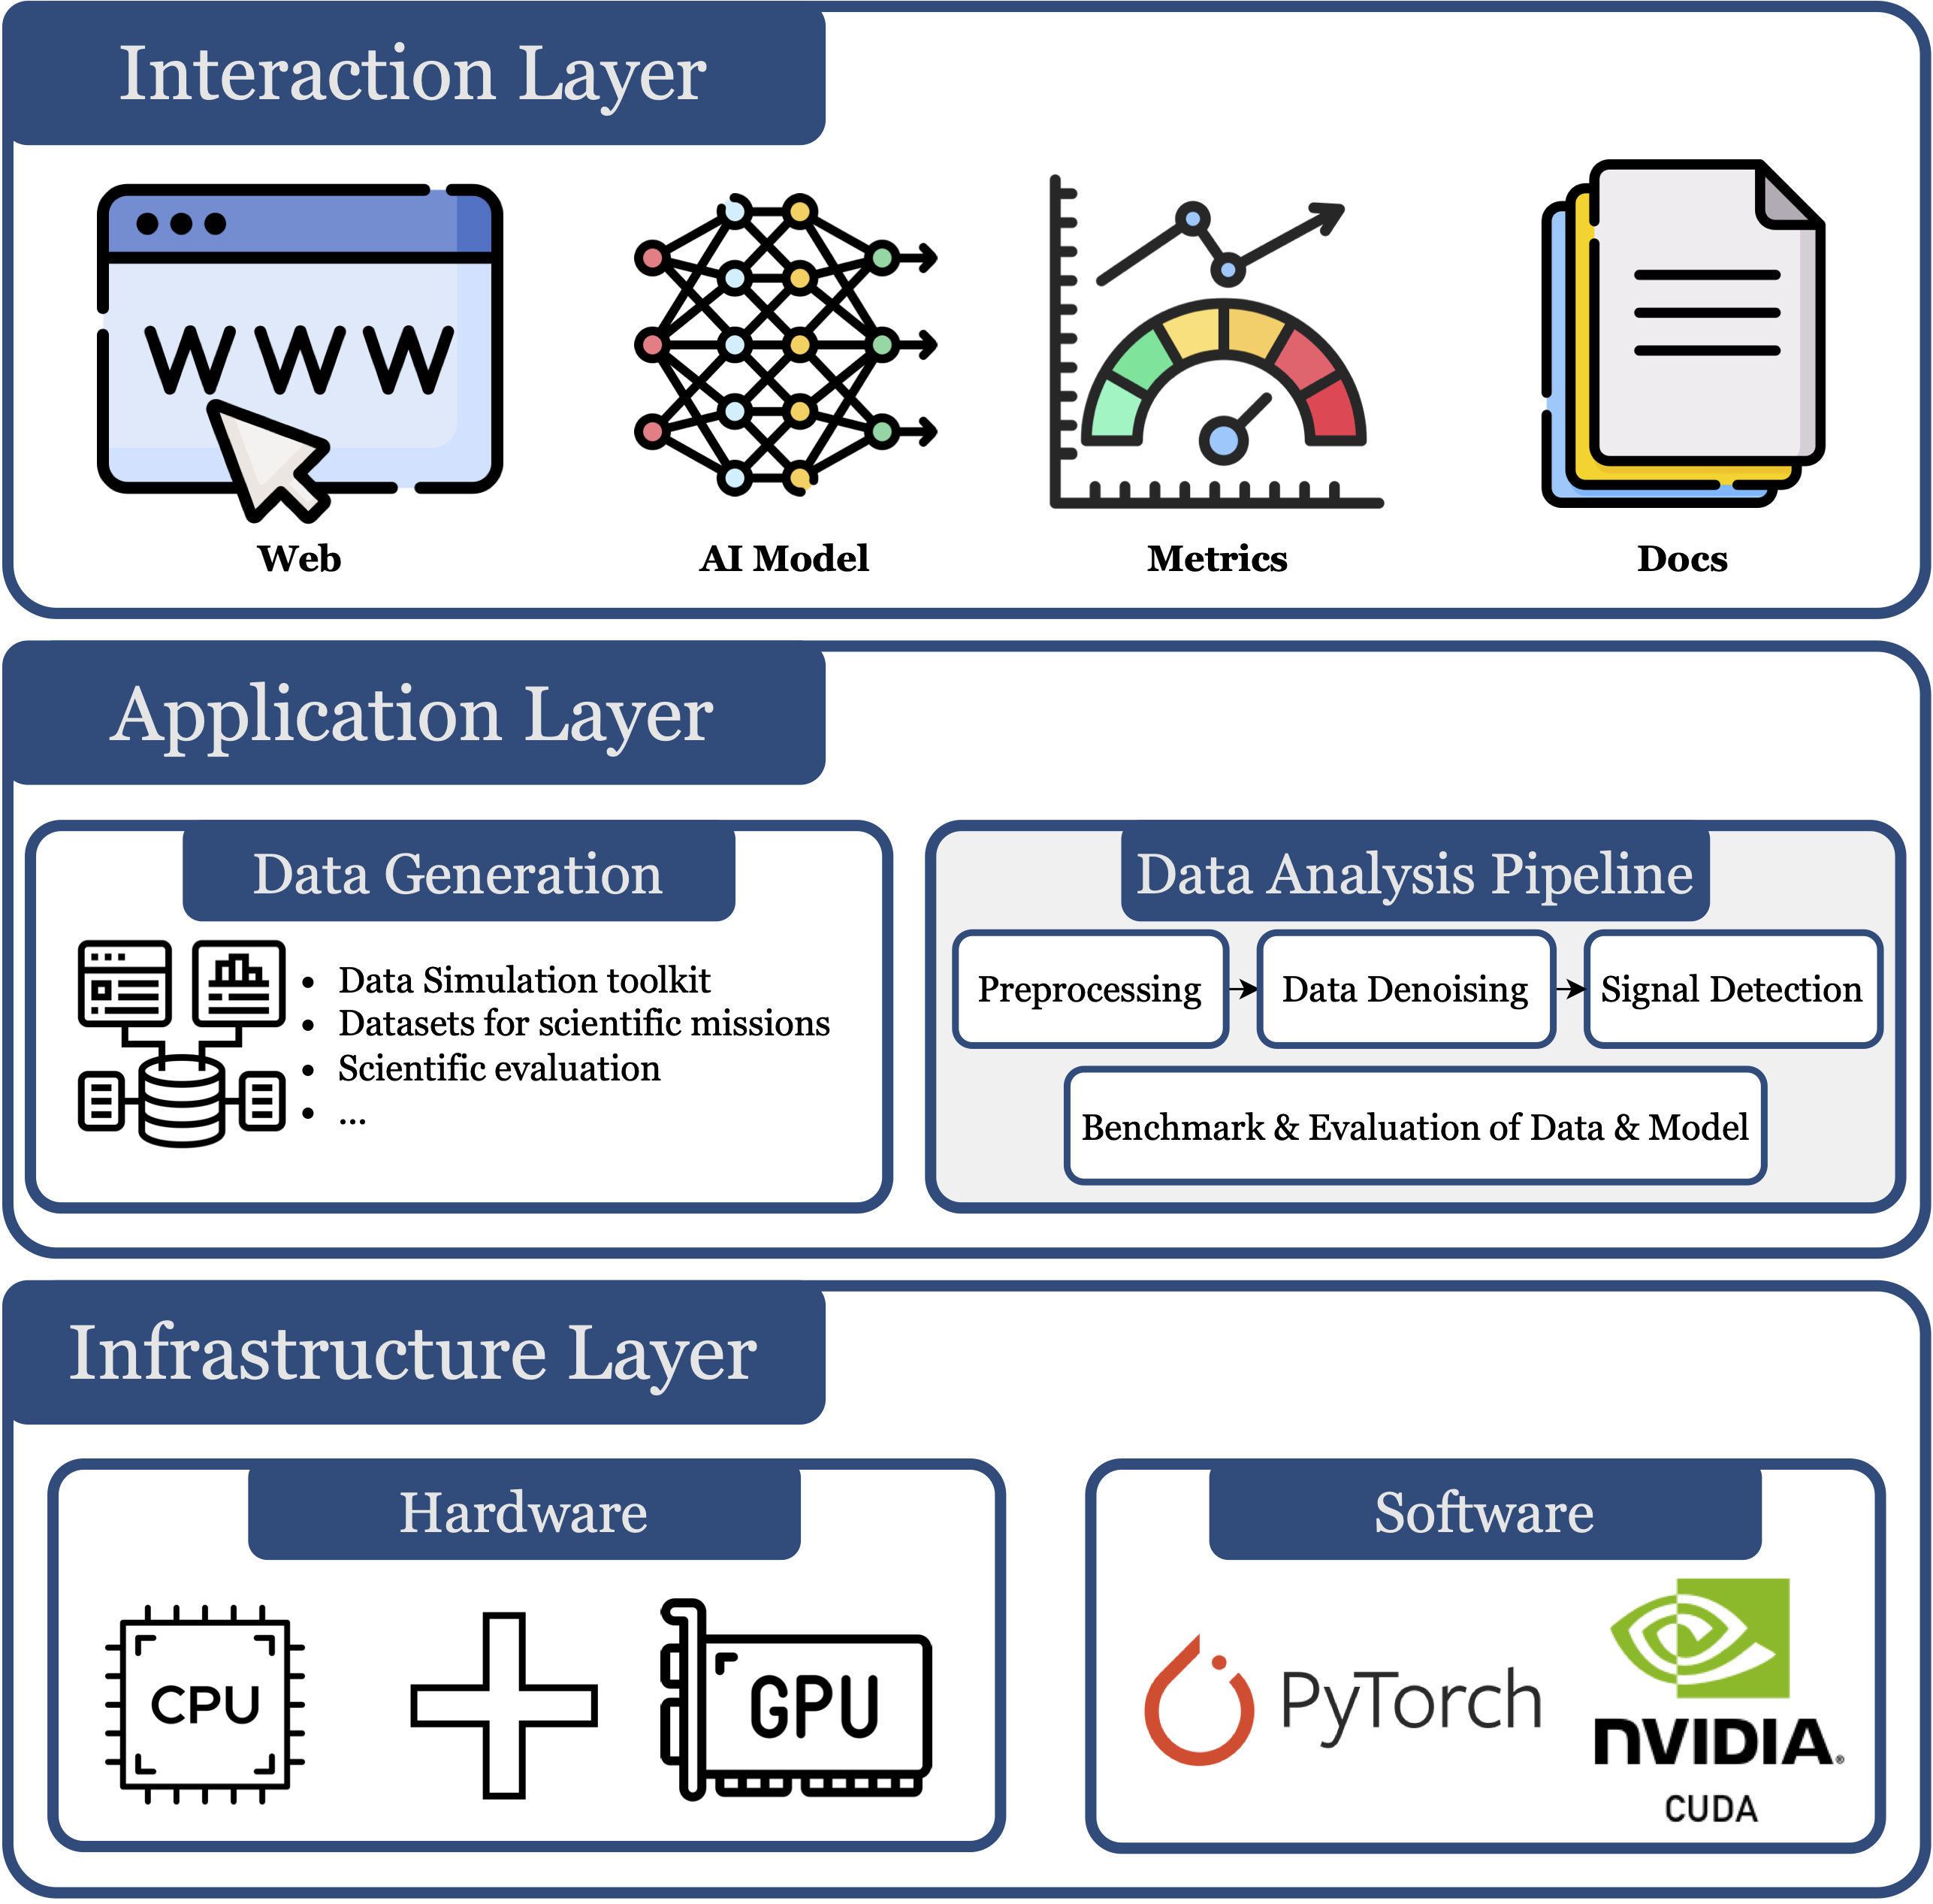 Interaction Layer
W W W
Web
AI Model
Metrics
Docs
Application Layer
Data Generation
• Data Simulation toolkit
• Datasets for scientific missions
• Scientific evaluation
• ...
Data Analysis Pipeline
Preprocessing
Data Denoising
Signal Detection
Benchmark & Evaluation of Data & Model
Infrastructure Layer
Hardware
CPU
GPU
Software
PyTorch
nVIDIA®
CUDA